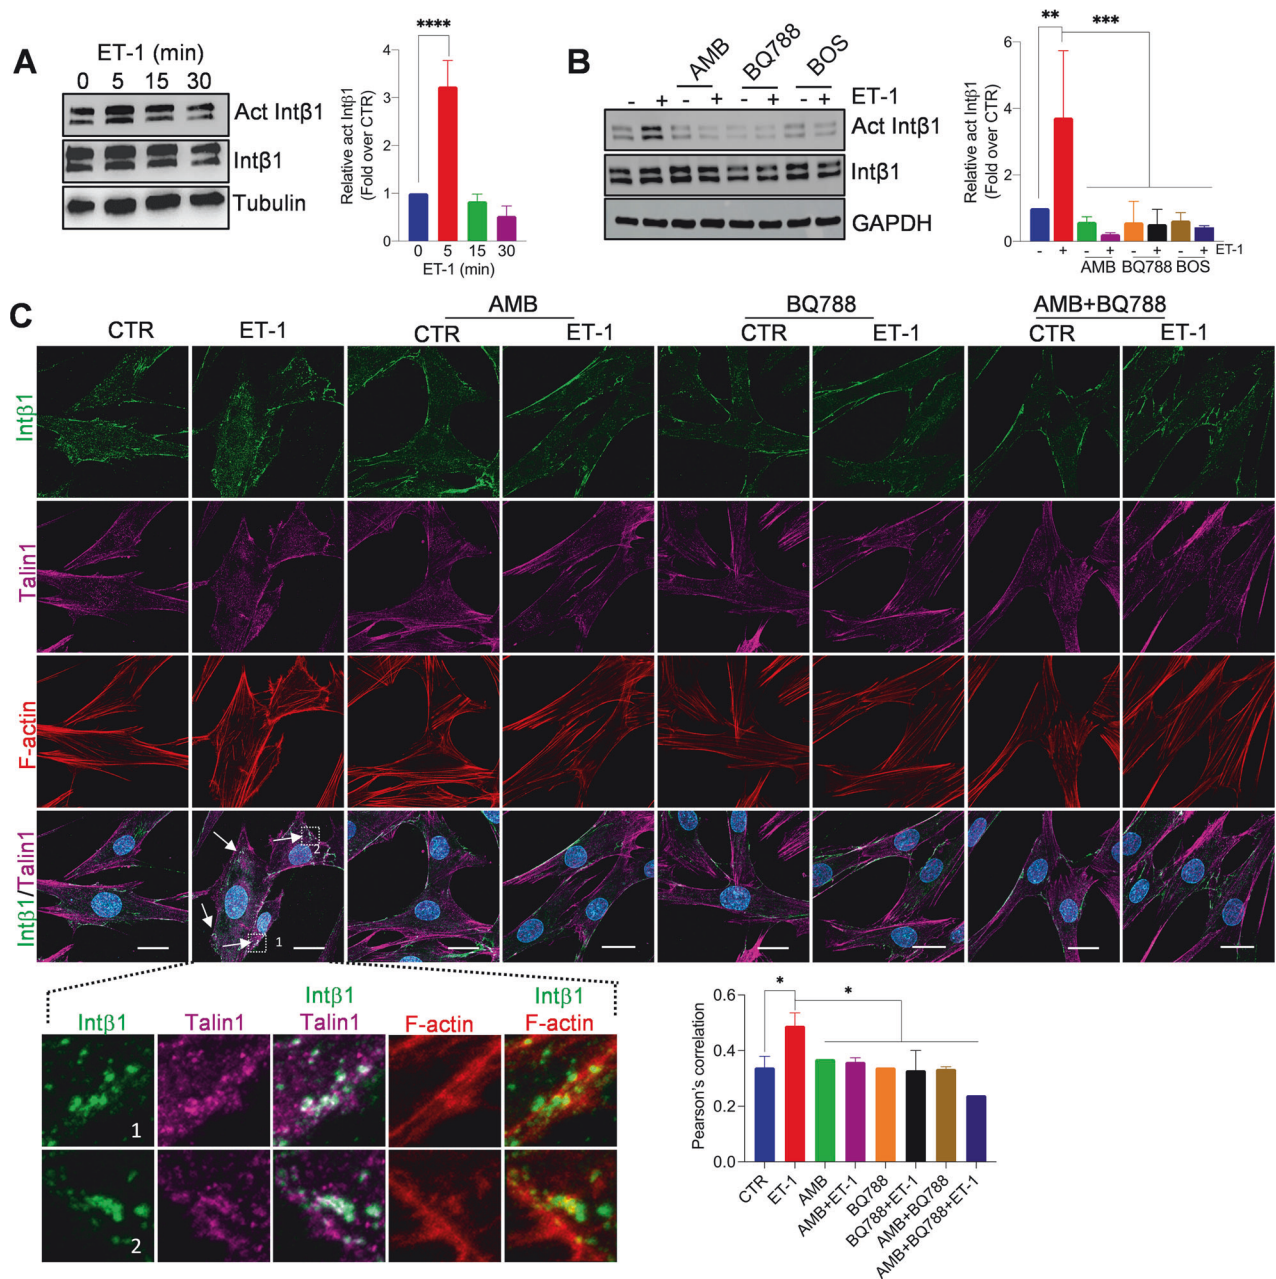 A
ET-1 (min)
0 5 15 30
Act Intβ1
Intβ1
Tubulin
****
Relative act Intβ1
(Fold over CTR)
4
3
2
1
0
0 5 15 30
ET-1 (min)
B
AMB BQ788 BOS
- + - + - + - + ET-1
Act Intβ1
Intβ1
GAPDH
** ***
Relative act Intβ1
(Fold over CTR)
6
4
2
0
- + - + - + - + ET-1
AMB BQ788 BOS
C
AMB BQ788 AMB+BQ788
CTR ET-1 CTR ET-1 CTR ET-1 CTR ET-1
Intβ1
Talin1
F-actin
Intβ1/Talin1
2
1
Intβ1 Intβ1
Intβ1 Talin1 Talin1 F-actin F-actin
1
2
* *
Pearson's correlation
0.6
0.4
0.2
0.0
CTR
ET-1
AMB
AMB+ET-1
BQ788
BQ788+ET-1
AMB+BQ788
AMB+BQ788+ET-1